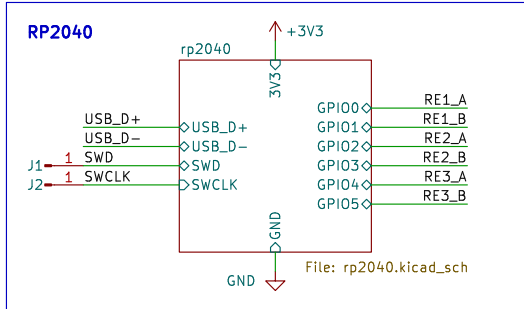 RP2040
+3V3
rp2040
3V3
GPIO0 RE1_A
USB_D+ USB_D+ GPIO1 RE1_B
USB_D- USB_D- GPIO2 RE2_A
J1 1 SWD SWD GPIO3 RE2_B
J2 1 SWCLK SWCLK GPIO4 RE3_A
GPIO5 RE3_B
GND
File: rp2040.kicad_sch
GND